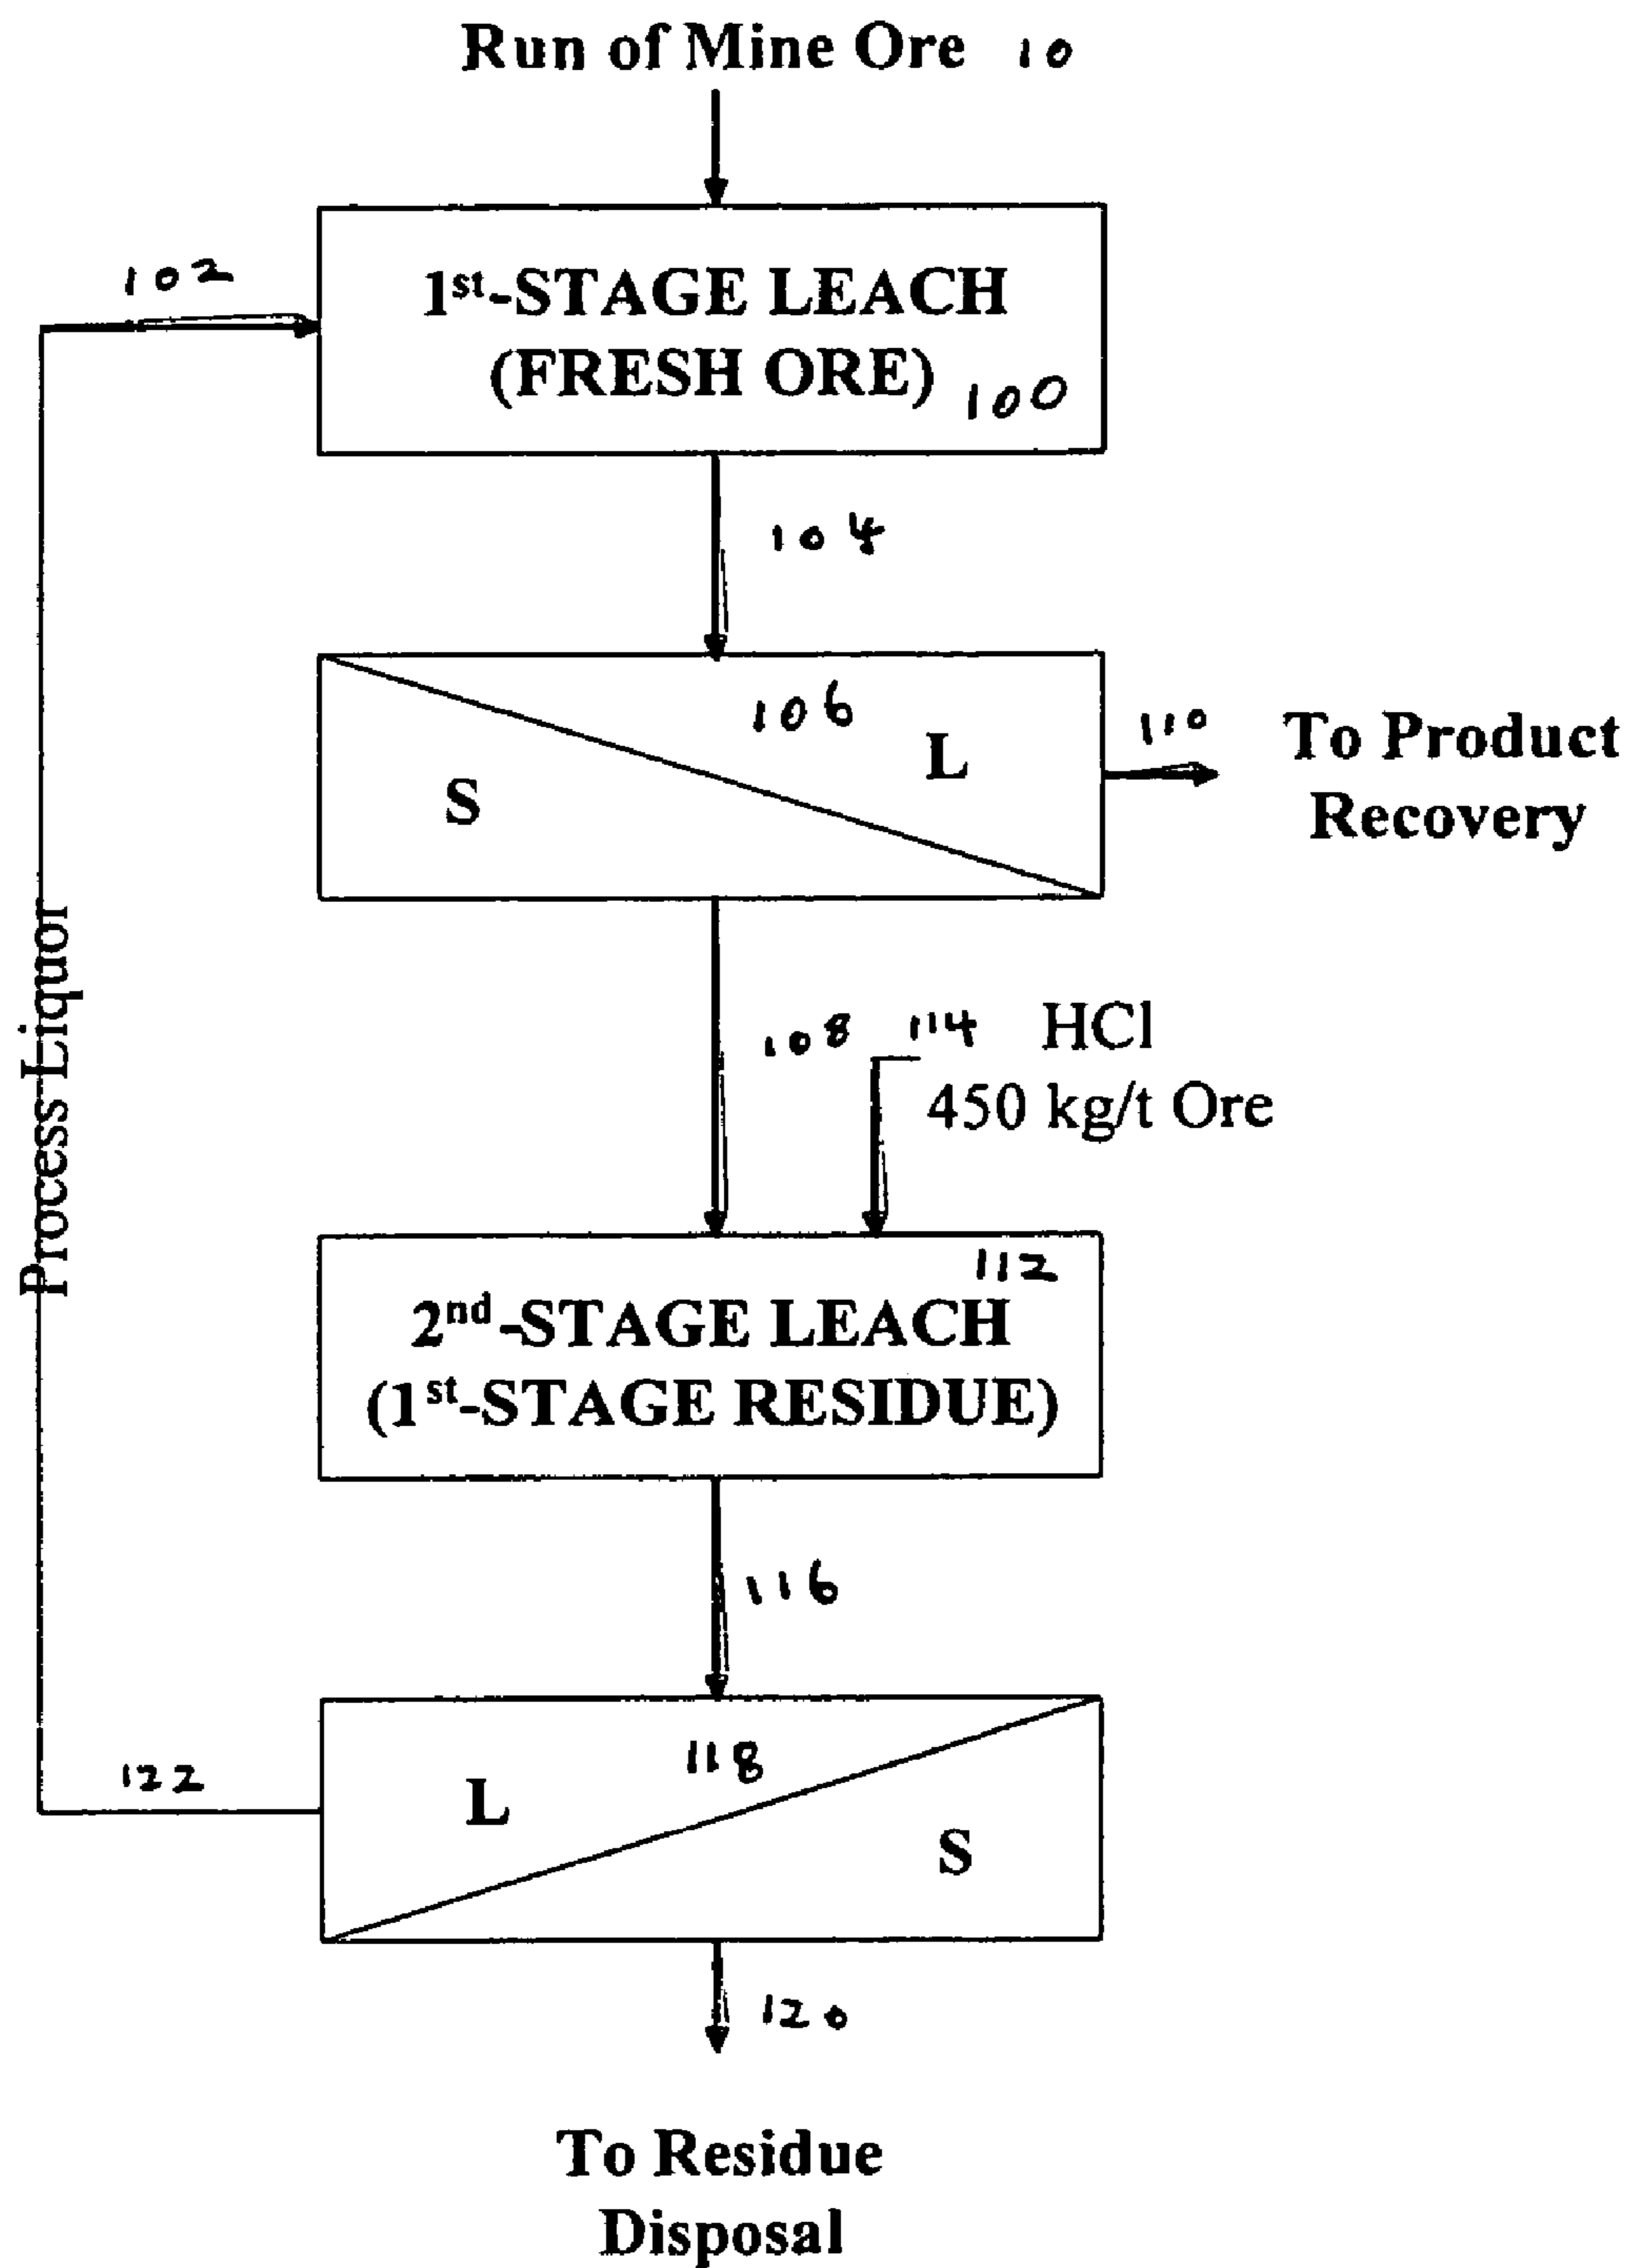 Run of Mine Ore 10
102
1st-STAGE LEACH
(FRESH ORE) 100
104
106
L
S
110
To Product
Recovery
Process Liquor
108
114 HCl
450 kg/t Ore
112
2nd-STAGE LEACH
(1st-STAGE RESIDUE)
116
118
L
S
122
120
To Residue
Disposal